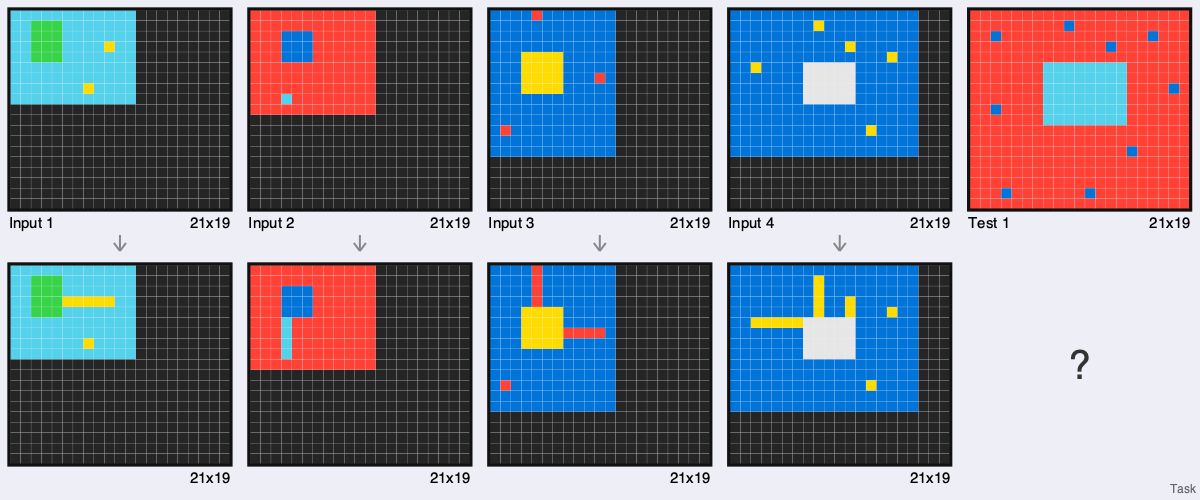 Input 1 21x19
Input 2 21x19
Input 3 21x19
Input 4 21x19
Test 1 21x19
?
21x19
21x19
21x19
21x19
Task